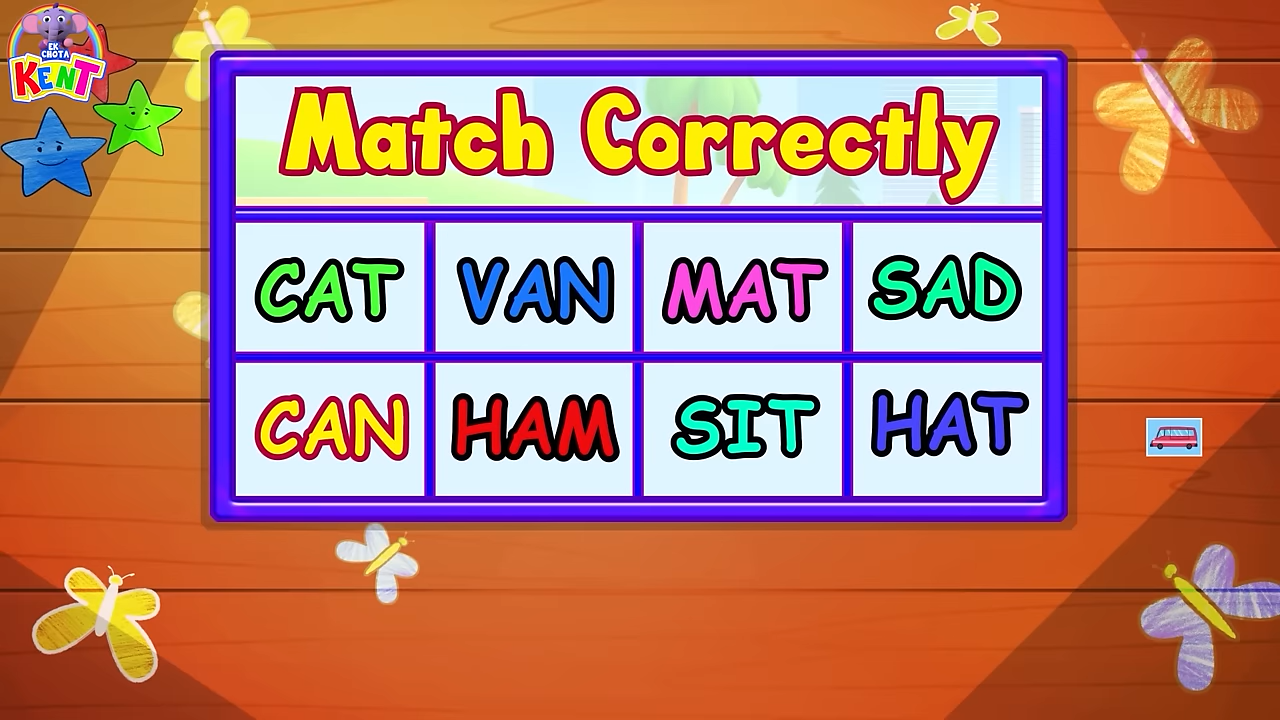 EK
CHOTA
KENT
Match Correctly
CAT VAN MAT SAD
CAN HAM SIT HAT